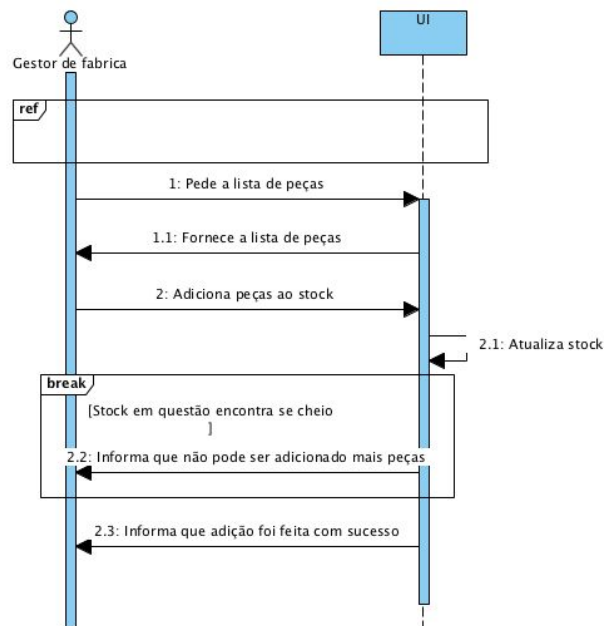 UI
Gestor de fabrica
ref
1: Pede a lista de peças
1.1: Fornece a lista de peças
2: Adiciona peças ao stock
2.1: Atualiza stock
break
[Stock em questão encontra se cheio
]
2.2: Informa que não pode ser adicionado mais peças
2.3: Informa que adição foi feita com sucesso